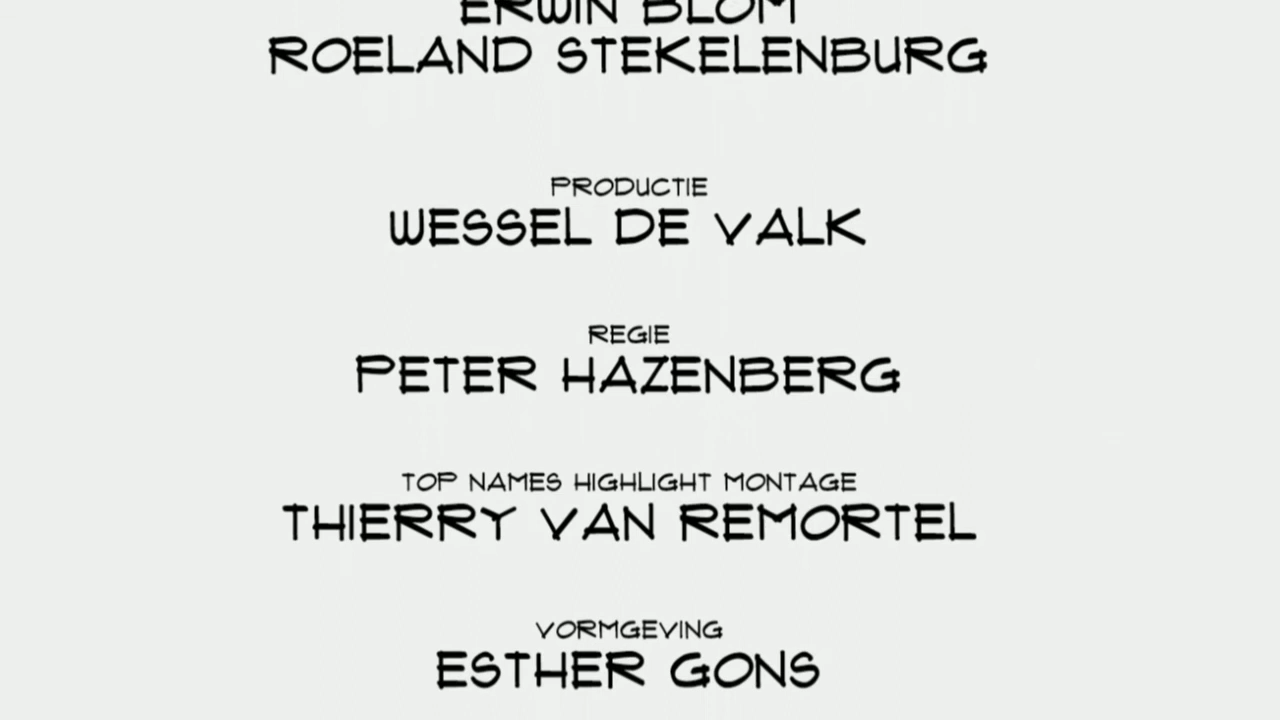 ERWIN BLOM
ROELAND STEKELENBURG
PRODUCTIE
WESSEL DE VALK
REGIE
PETER HAZENBERG
TOP NAMES HIGHLIGHT MONTAGE
THIERRY VAN REMORTEL
VORMGEVING
ESTHER GONS